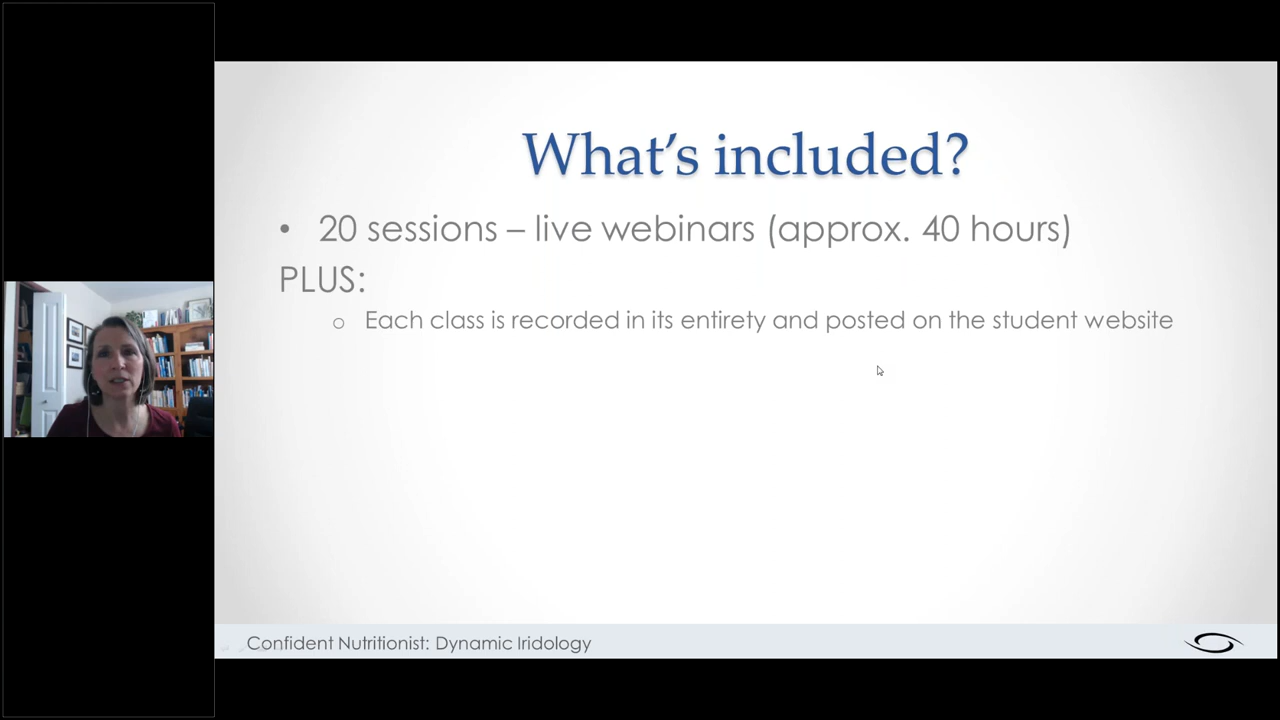 What's included?
• 20 sessions – live webinars (approx. 40 hours)
PLUS:
o Each class is recorded in its entirety and posted on the student website
Confident Nutritionist: Dynamic Iridology